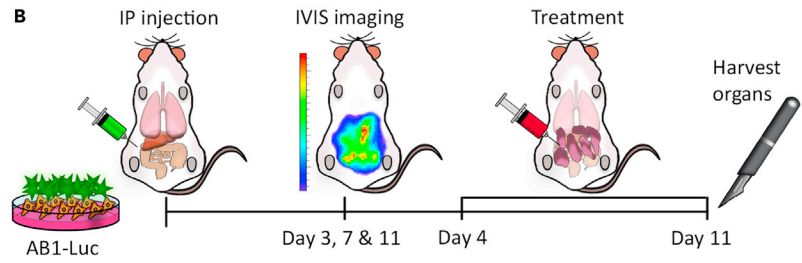 B
IP injection
IVIS imaging
Treatment
Harvest
organs
AB1-Luc
Day 3, 7 & 11
Day 4
Day 11